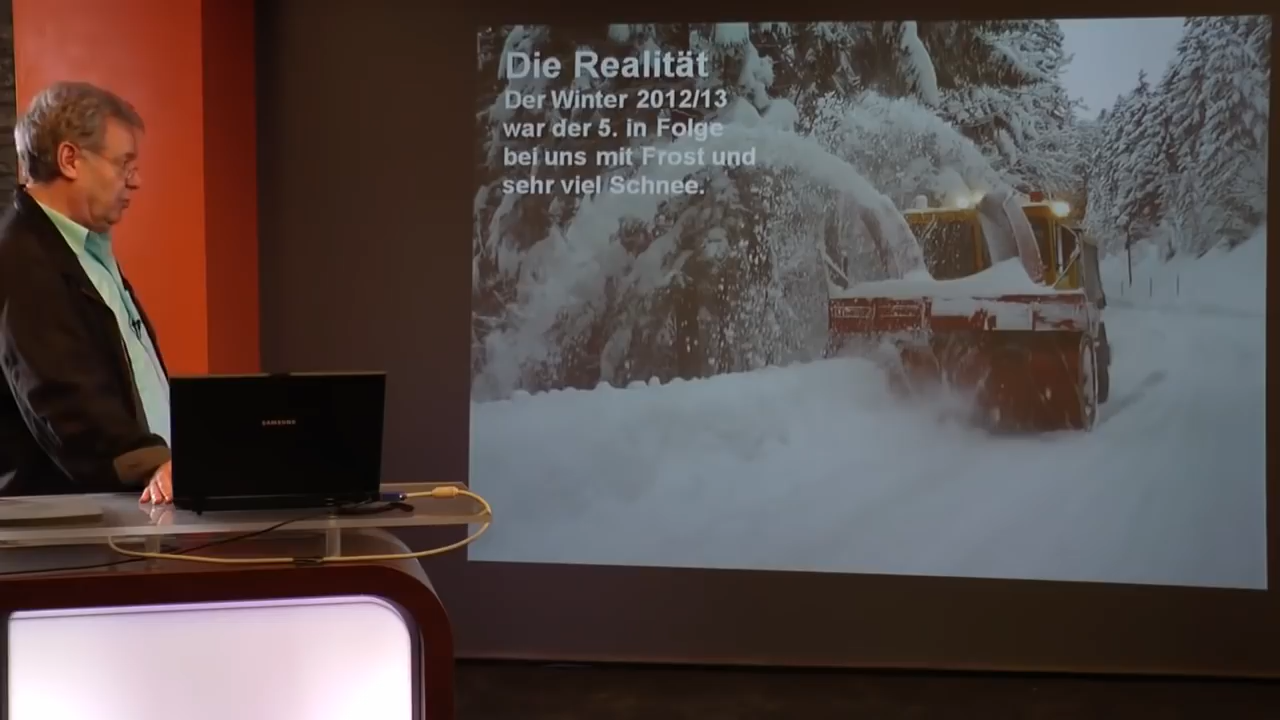 Die Realität
Der Winter 2012/13
war der 5. in Folge
bei uns mit Frost und
sehr viel Schnee.
SAMSUNG